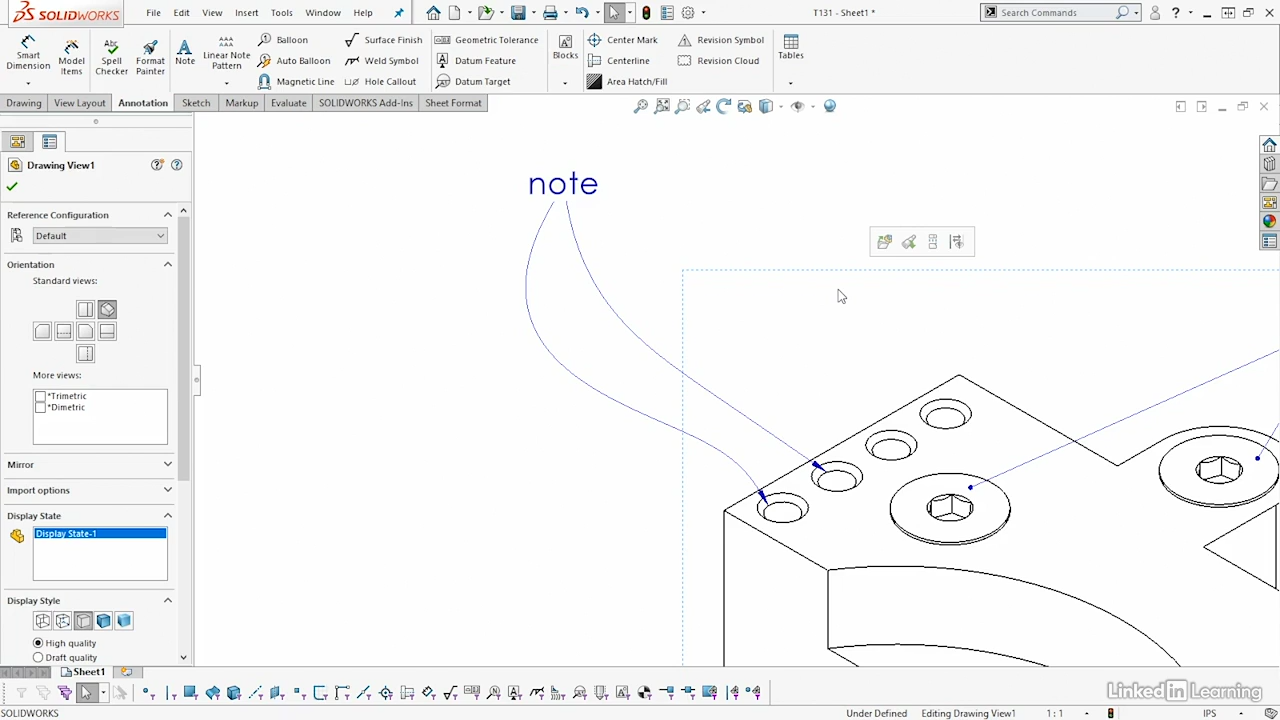 SOLIDWORKS
File Edit View Insert Tools Window Help
T131 - Sheet1 *
Search Commands
Smart Dimension
Model Items
Abc
Spell Checker
Format Painter
Note
Linear Note Pattern
Balloon
Auto Balloon
Magnetic Line
Surface Finish
Weld Symbol
Hole Callout
Geometric Tolerance
Datum Feature
Datum Target
Blocks
Center Mark
Centerline
Area Hatch/Fill
Revision Symbol
Revision Cloud
Tables
Drawing View Layout Annotation Sketch Markup Evaluate SOLIDWORKS Add-Ins Sheet Format
Drawing View1
Reference Configuration
Default
Orientation
Standard views:
More views:
*Trimetric
*Dimetric
Mirror
Import options
Display State
Display State-1
Display Style
High quality
Draft quality
note
Sheet1
LinkedIn Learning
SOLIDWORKS
Under Defined Editing Drawing View1 1 : 1 IPS